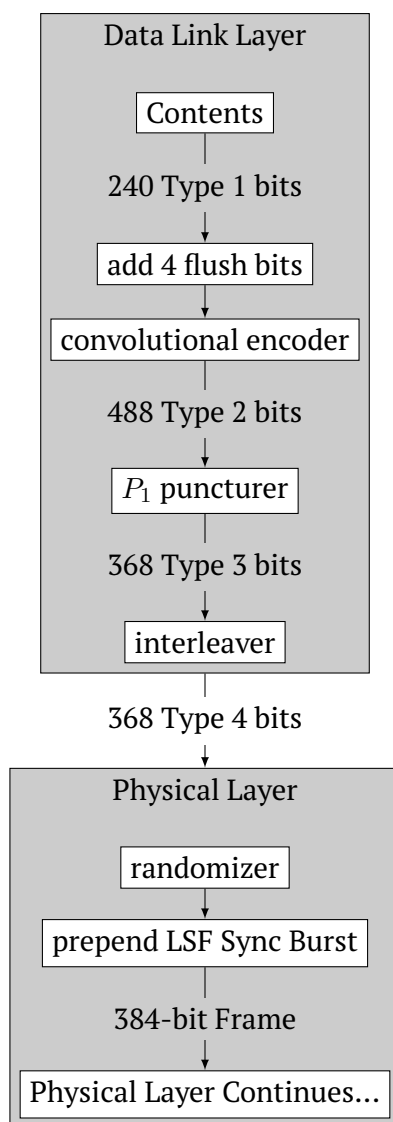 Data Link Layer
Contents
240 Type 1 bits
add 4 flush bits
convolutional encoder
488 Type 2 bits
P₁ puncturer
368 Type 3 bits
interleaver
368 Type 4 bits
Physical Layer
randomizer
prepend LSF Sync Burst
384-bit Frame
Physical Layer Continues...